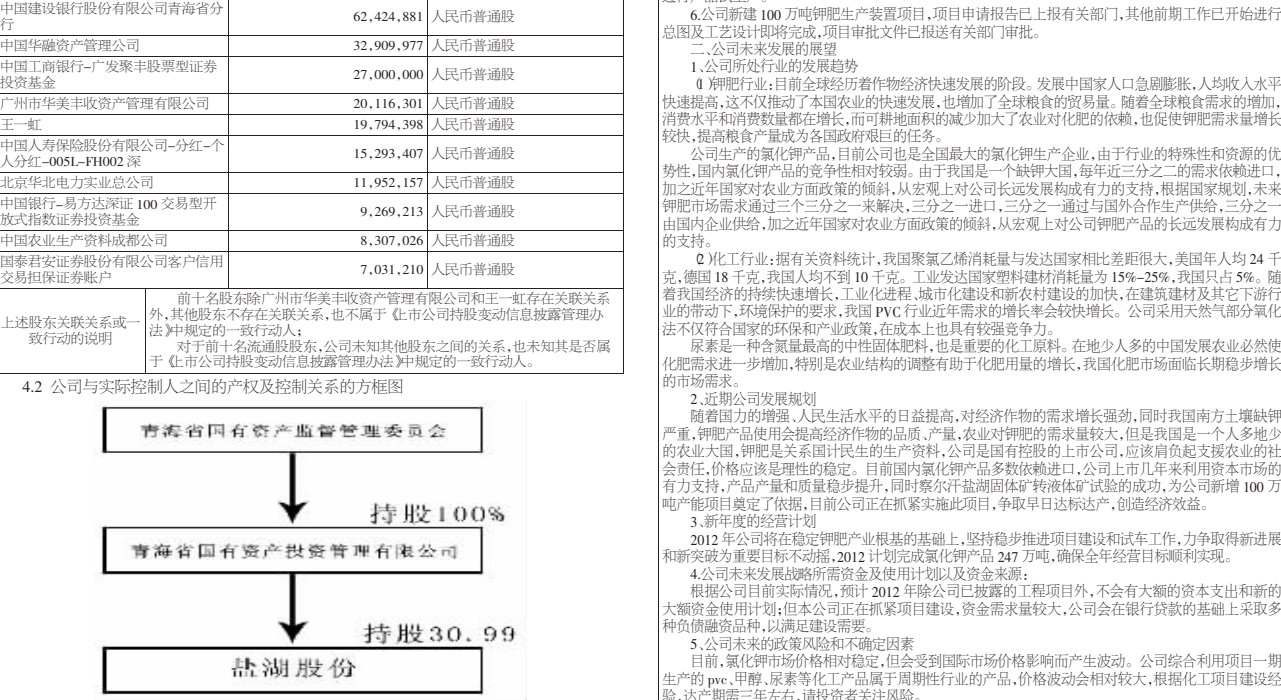 中国建设银行股份有限公司青海省分
行
62,424,881 人民币普通股
中国华融资产管理公司 32,909,977 人民币普通股
中国工商银行-广发聚丰股票型证券
投资基金
27,000,000 人民币普通股
广州市华美丰收资产管理有限公司 20,116,301 人民币普通股
王一虹 19,794,398 人民币普通股
中国人寿保险股份有限公司-分红-个
人分红-005L-FH002 深
15,293,407 人民币普通股
北京华北电力实业总公司 11,952,157 人民币普通股
中国银行-易方达深证 100 交易型开
放式指数证券投资基金
9,269,213 人民币普通股
中国农业生产资料成都公司 8,307,026 人民币普通股
国泰君安证券股份有限公司客户信用
交易担保证券账户
7,031,210 人民币普通股
上述股东关联关系或一
致行动的说明
前十名股东除广州市华美丰收资产管理有限公司和王一虹存在关联关系
外，其他股东不存在关联关系，也不属于《上市公司持股变动信息披露管理办
法》中规定的一致行动人；
对于前十名流通股股东，公司未知其他股东之间的关系，也未知其是否属
于《上市公司持股变动信息披露管理办法》中规定的一致行动人。
4.2 公司与实际控制人之间的产权及控制关系的方框图
青海省国有资产监督管理委员会
持股100%
青海省国有资产投资管理有限公司
持股30.99
盐湖股份
6.公司新建 100 万吨钾肥生产装置项目，项目申请报告已上报有关部门，其他前期工作已开始进行
总图及工艺设计即将完成，项目审批文件已报送有关部门审批。
二、公司未来发展的展望
1、公司所处行业的发展趋势
(1)钾肥行业：目前全球经历着作物经济快速发展的阶段。发展中国家人口急剧膨胀，人均收入水平
快速提高，这不仅推动了本国农业的快速发展，也增加了全球粮食的贸易量。随着全球粮食需求的增加，
消费水平和消费数量都在增长，而可耕地面积的减少加大了农业对化肥的依赖，也促使钾肥需求量增长
较快，提高粮食产量成为各国政府艰巨的任务。
公司生产的氯化钾产品，目前公司也是全国最大的氯化钾生产企业，由于行业的特殊性和资源的优
势性，国内氯化钾产品的竞争性相对较弱。由于我国是一个缺钾大国，每年近三分之二的需求依赖进口，
加之近年国家对农业方面政策的倾斜，从宏观上对公司长远发展构成有力的支持，根据国家规划，未来
钾肥市场需求通过三个三分之一来解决，三分之一进口，三分之一通过与国外合作生产供给，三分之一
由国内企业供给，加之近年国家对农业方面政策的倾斜，从宏观上对公司钾肥产品的长远发展构成有力
的支持。
(2)化工行业：据有关资料统计，我国聚氯乙烯消耗量与发达国家相比差距很大，美国年人均 24 千
克，德国 18 千克，我国人均不到 10 千克。工业发达国家塑料建材消耗量为 15%-25%，我国只占 5%。随
着我国经济的持续快速增长，工业化进程、城市化建设和新农村建设的加快，在建筑建材及其它下游行
业的带动下，环境保护的要求，我国 PVC 行业近年需求的增长率会较快增长。公司采用天然气部分氧化
法不仅符合国家的环保和产业政策，在成本上也具有较强竞争力。
尿素是一种含氮量最高的中性固体肥料，也是重要的化工原料。在地少人多的中国发展农业必然使
化肥需求进一步增加，特别是农业结构的调整有助于化肥用量的增长，我国化肥市场面临长期稳步增长
的市场需求。
2、近期公司发展规划
随着国力的增强、人民生活水平的日益提高，对经济作物的需求增长强劲，同时我国南方土壤缺钾
严重，钾肥产品使用会提高经济作物的品质、产量，农业对钾肥的需求量较大，但是我国是一个人多地少
的农业大国，钾肥是关系国计民生的生产资料，公司是国有控股的上市公司，应该肩负起支援农业的社
会责任，价格应该是理性的稳定。目前国内氯化钾产品多数依赖进口，公司上市几年来利用资本市场的
有力支持，产品产量和质量稳步提升，同时察尔汗盐湖固体矿转液体矿试验的成功，为公司新增 100 万
吨产能项目奠定了依据，目前公司正在抓紧实施此项目，争取早日达标达产，创造经济效益。
3、新年度的经营计划
2012 年公司将在稳定钾肥产业根基的基础上，坚持稳步推进项目建设和试车工作，力争取得新进展
和新突破为重要目标不动摇，2012 计划完成氯化钾产品 247 万吨，确保全年经营目标顺利实现。
4.公司未来发展战略所需资金及使用计划以及资金来源：
根据公司目前实际情况，预计 2012 年除公司已披露的工程项目外，不会有大额的资本支出和新的
大额资金使用计划；但本公司正在抓紧项目建设，资金需求量较大，公司会在银行贷款的基础上采取多
种负债融资品种，以满足建设需要。
5、公司未来的政策风险和不确定因素
目前，氯化钾市场价格相对稳定，但会受到国际市场价格影响而产生波动。公司综合利用项目一期
生产的 pvc、甲醇、尿素等化工产品属于周期性行业的产品，价格波动会相对较大，根据化工项目建设经
验，达产期需三年左右，请投资者关注风险。